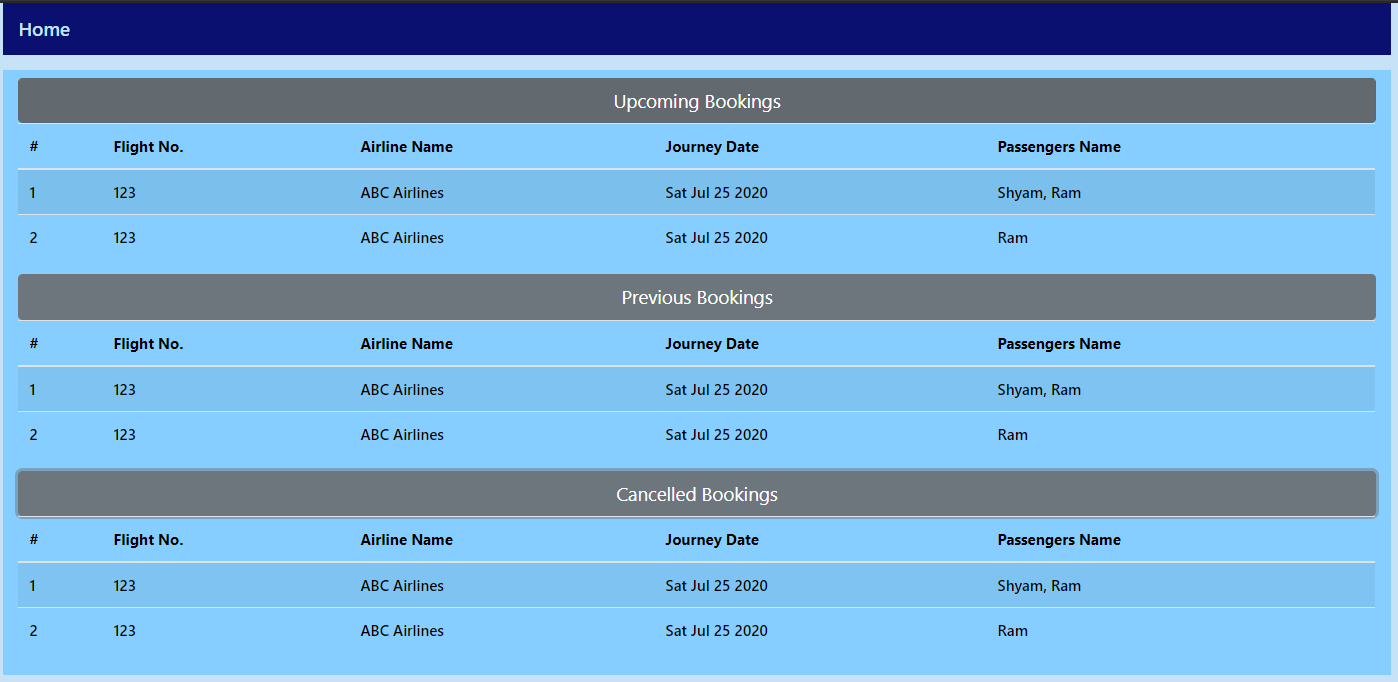 Home
Upcoming Bookings
# Flight No. Airline Name Journey Date Passengers Name
1 123 ABC Airlines Sat Jul 25 2020 Shyam, Ram
2 123 ABC Airlines Sat Jul 25 2020 Ram
Previous Bookings
# Flight No. Airline Name Journey Date Passengers Name
1 123 ABC Airlines Sat Jul 25 2020 Shyam, Ram
2 123 ABC Airlines Sat Jul 25 2020 Ram
Cancelled Bookings
# Flight No. Airline Name Journey Date Passengers Name
1 123 ABC Airlines Sat Jul 25 2020 Shyam, Ram
2 123 ABC Airlines Sat Jul 25 2020 Ram